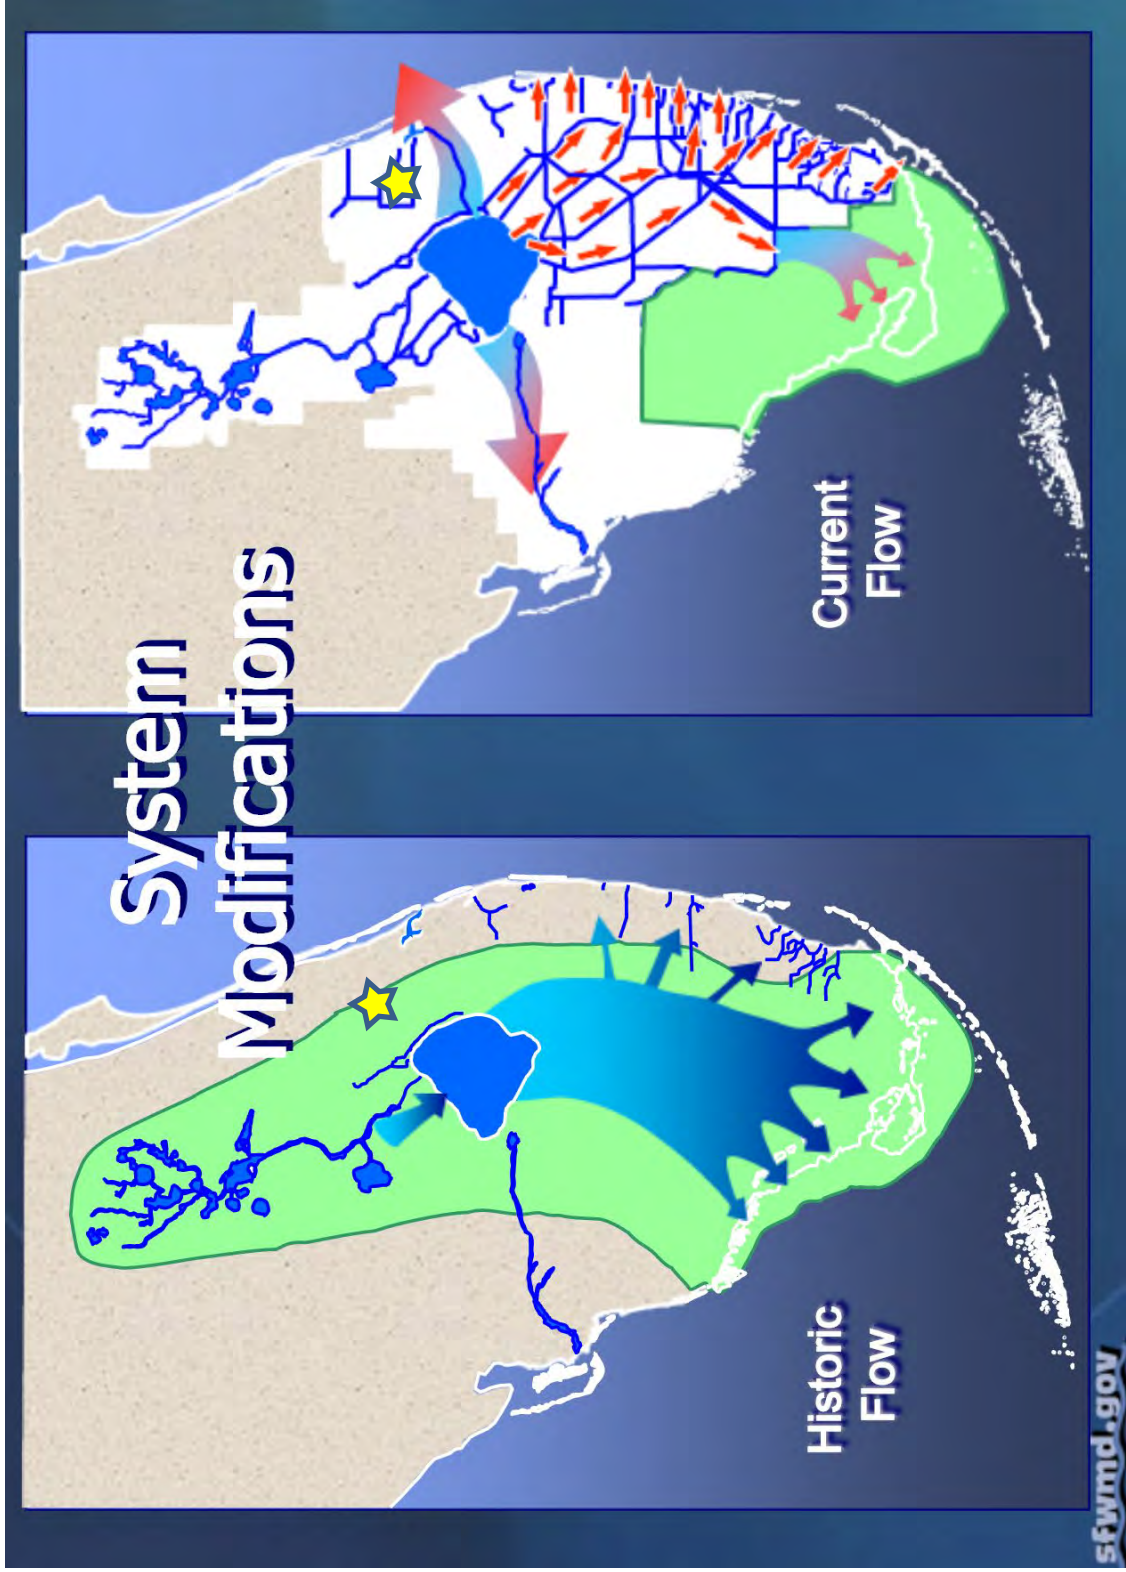 System
Modifications
Historic
Flow
Current
Flow
sfwmd.gov